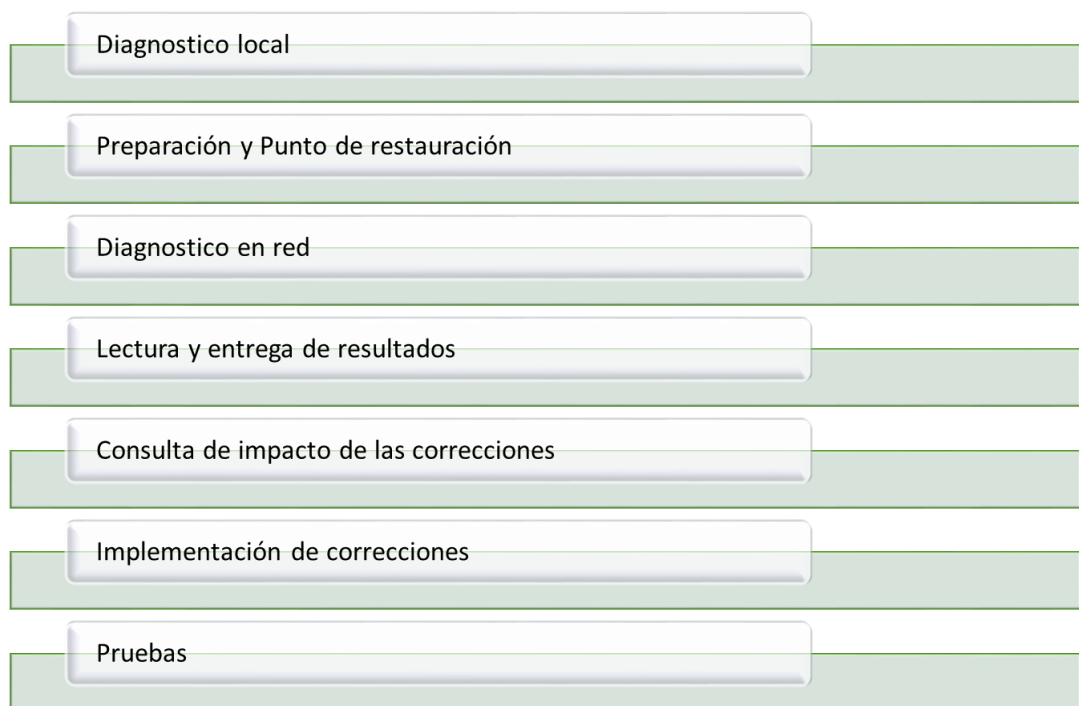 Diagnostico local
Preparación y Punto de restauración
Diagnostico en red
Lectura y entrega de resultados
Consulta de impacto de las correcciones
Implementación de correcciones
Pruebas